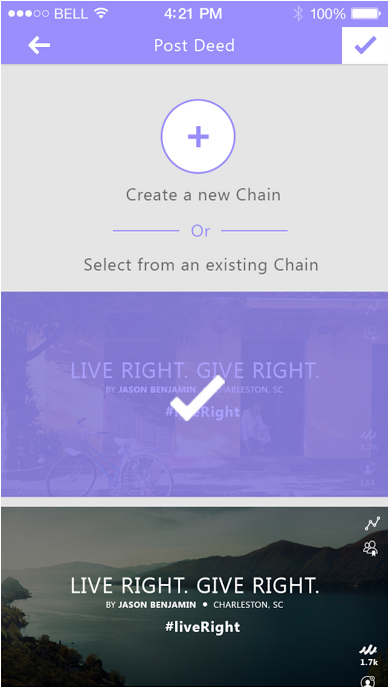 BELL 4:21 PM 100%
Post Deed
Create a new Chain
Or
Select from an existing Chain
LIVE RIGHT. GIVE RIGHT.
BY JASON BENJAMIN CHARLESTON, SC
#liveRight
1.7k
LIVE RIGHT. GIVE RIGHT.
BY JASON BENJAMIN • CHARLESTON, SC
#liveRight
1.7k